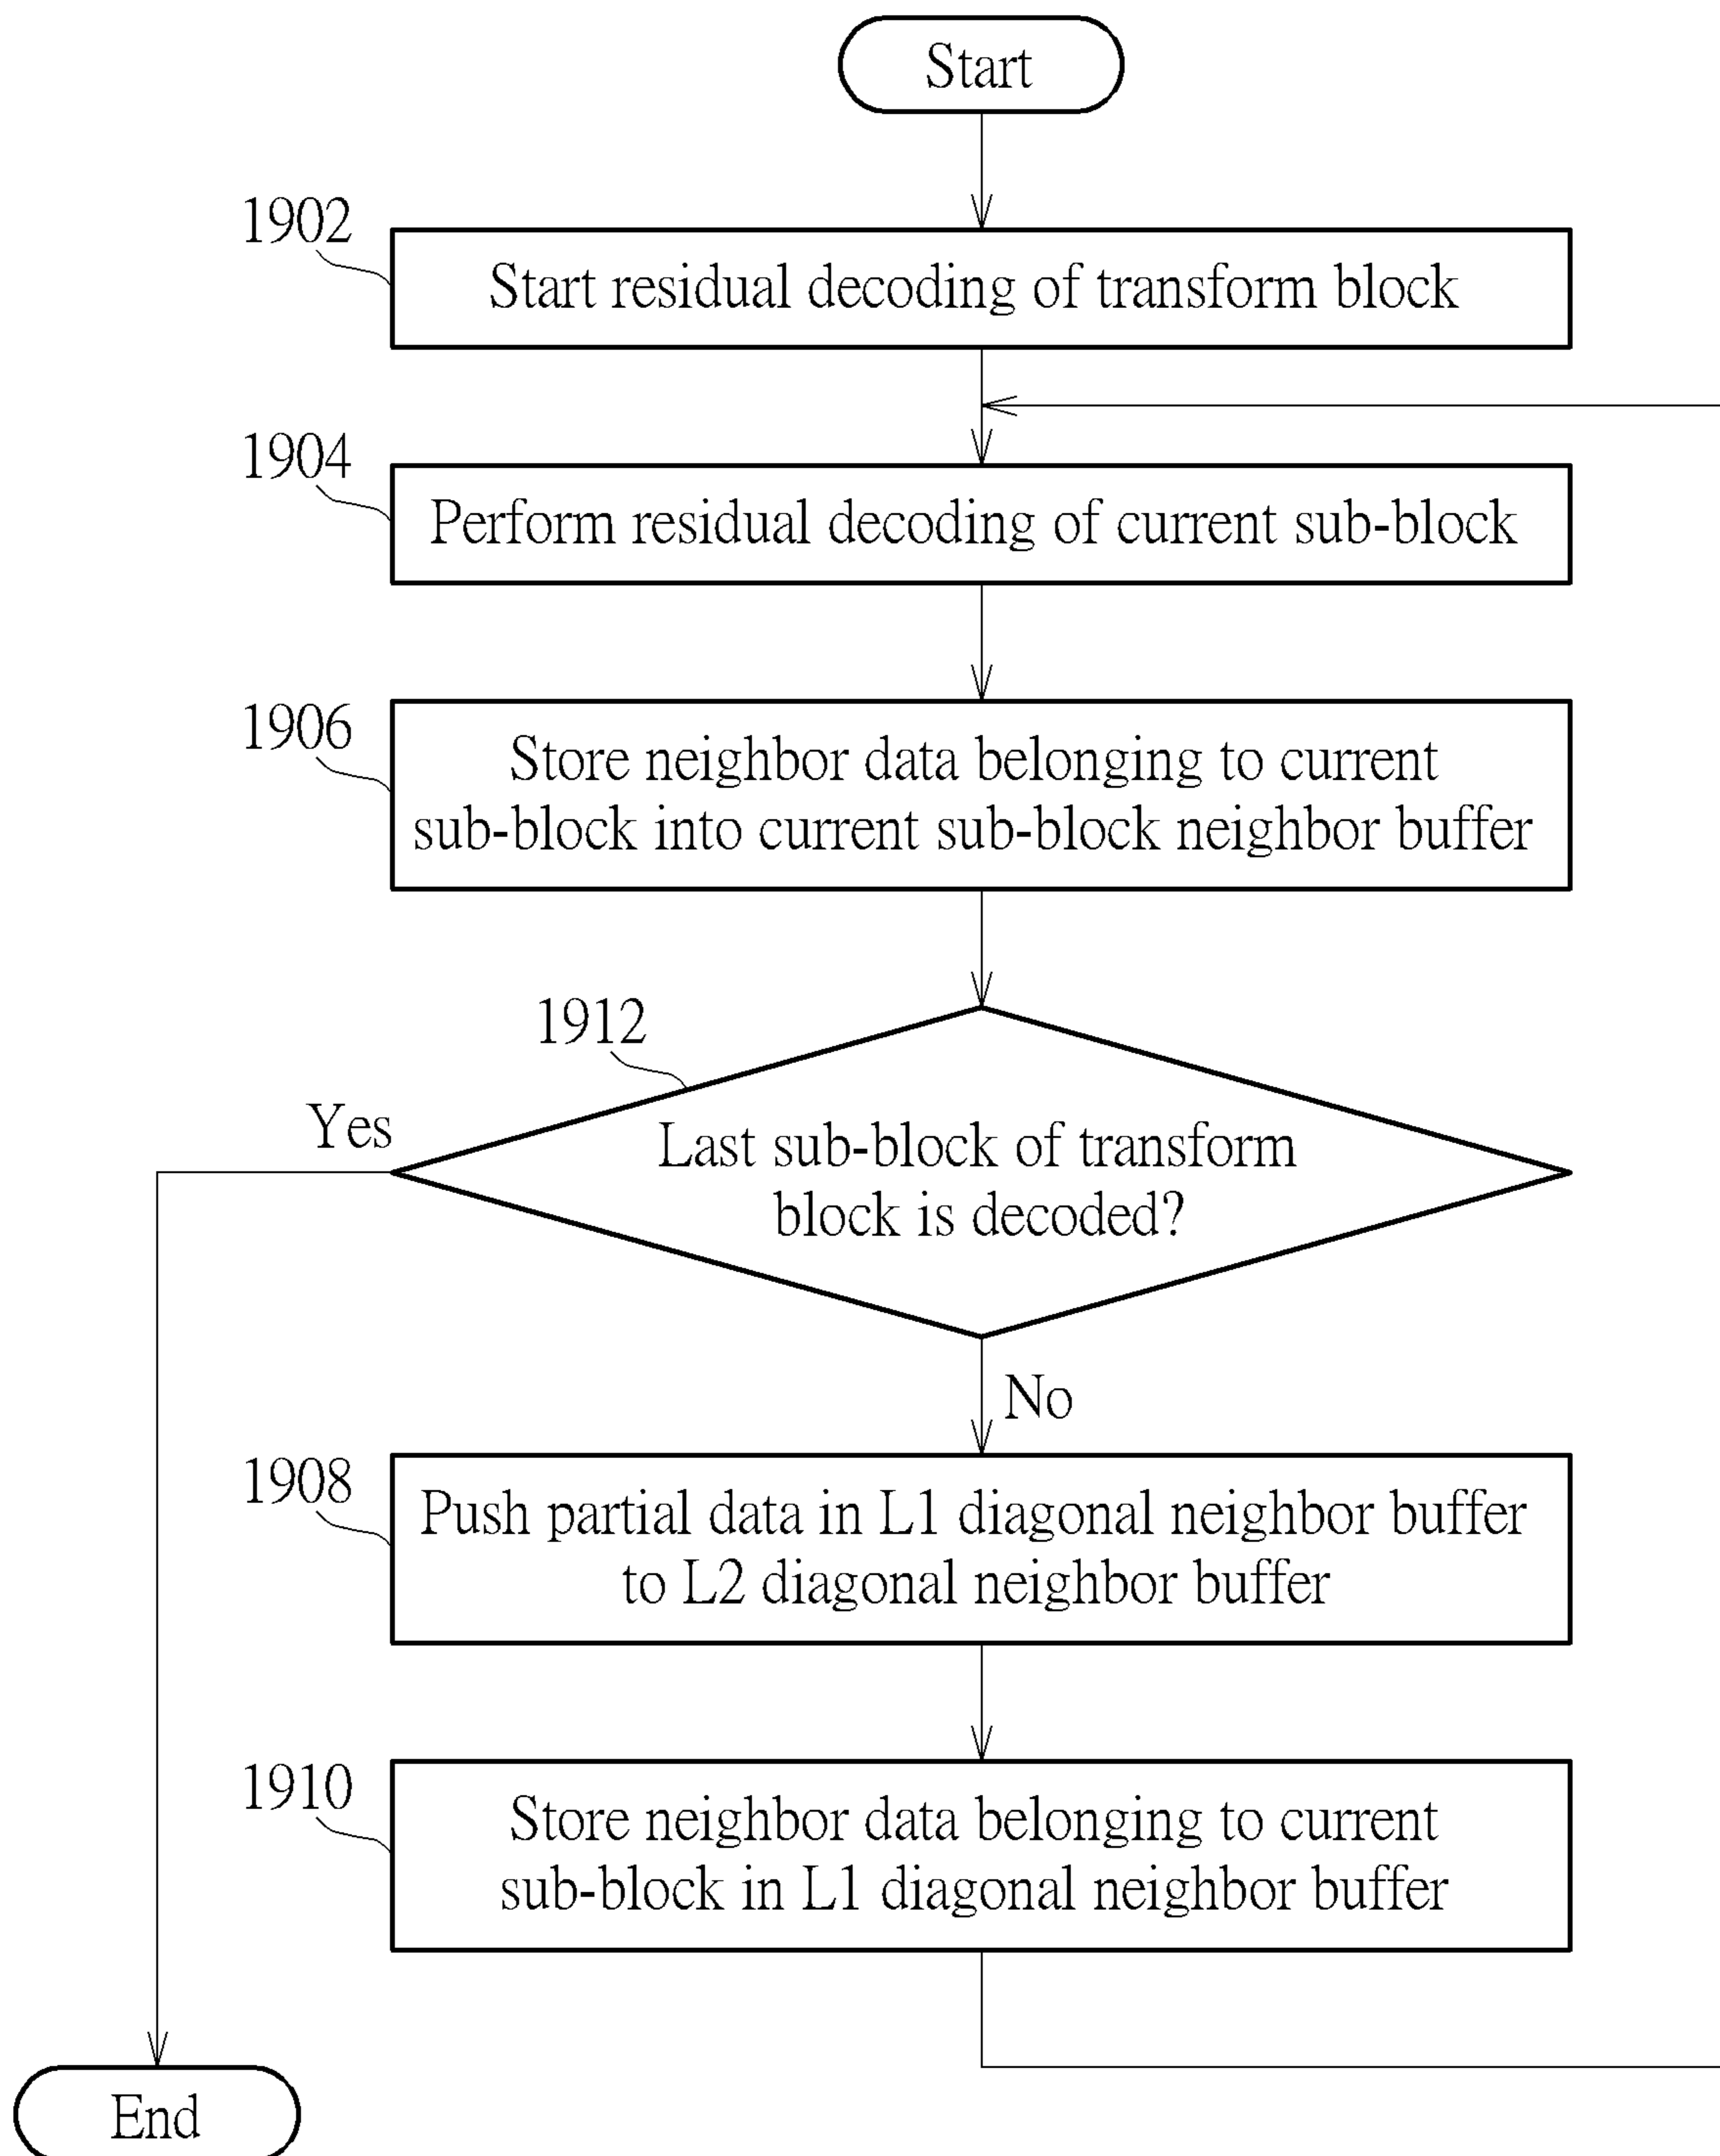 Start
1902
Start residual decoding of transform block
1904
Perform residual decoding of current sub-block
1906
Store neighbor data belonging to current
sub-block into current sub-block neighbor buffer
1912
Yes
Last sub-block of transform
block is decoded?
No
1908
Push partial data in L1 diagonal neighbor buffer
to L2 diagonal neighbor buffer
1910
Store neighbor data belonging to current
sub-block in L1 diagonal neighbor buffer
End